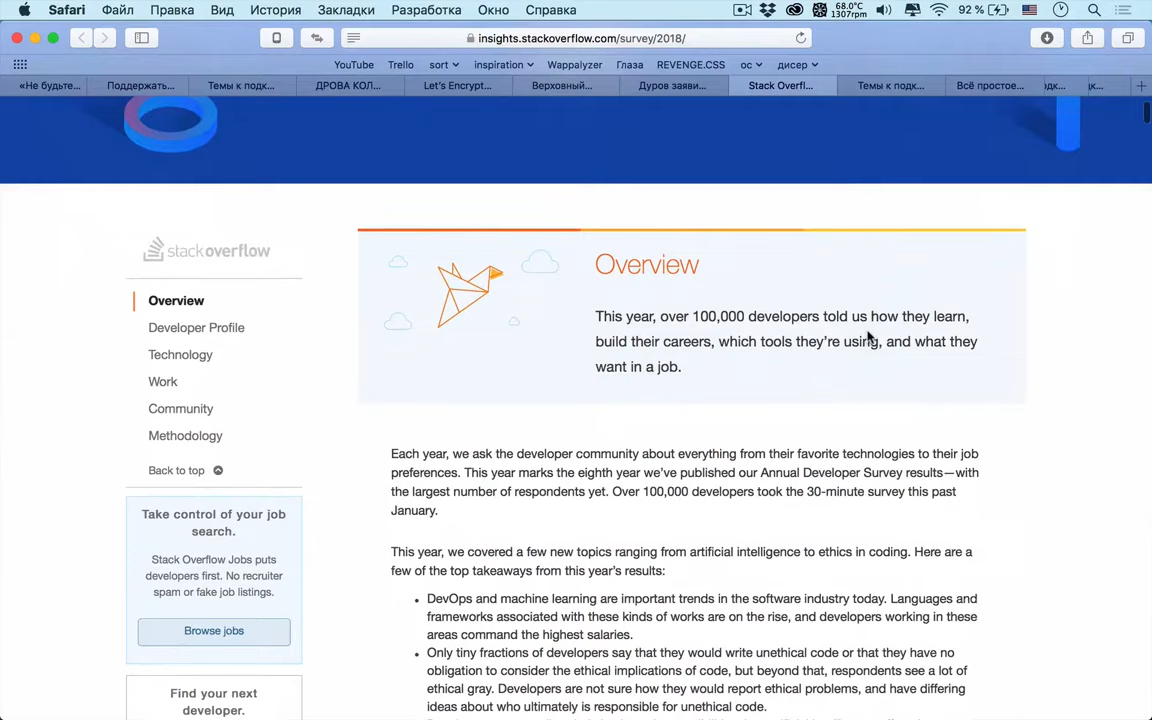 Safari Файл Правка Вид История Закладки Разработка Окно Справка 68.0°C 1307rpm 92 %
insights.stackoverflow.com/survey/2018/
YouTube Trello sort inspiration Wappalyzer Глаза REVENGE.CSS ос дисер
«Не будьте... Поддержать... Темы к подк... ДРОВА КОЛ... Let's Encrypt... Верховный... Дуров заяви... Stack Overfl... Темы к подк... Всё простое...
stackoverflow
Overview
Developer Profile
Technology
Work
Community
Methodology
Back to top
Take control of your job
search.
Stack Overflow Jobs puts
developers first. No recruiter
spam or fake job listings.
Browse jobs
Find your next
developer.
Overview
This year, over 100,000 developers told us how they learn,
build their careers, which tools they're using, and what they
want in a job.
Each year, we ask the developer community about everything from their favorite technologies to their job
preferences. This year marks the eighth year we've published our Annual Developer Survey results—with
the largest number of respondents yet. Over 100,000 developers took the 30-minute survey this past
January.
This year, we covered a few new topics ranging from artificial intelligence to ethics in coding. Here are a
few of the top takeaways from this year's results:
• DevOps and machine learning are important trends in the software industry today. Languages and
frameworks associated with these kinds of works are on the rise, and developers working in these
areas command the highest salaries.
• Only tiny fractions of developers say that they would write unethical code or that they have no
obligation to consider the ethical implications of code, but beyond that, respondents see a lot of
ethical gray. Developers are not sure how they would report ethical problems, and have differing
ideas about who ultimately is responsible for unethical code.